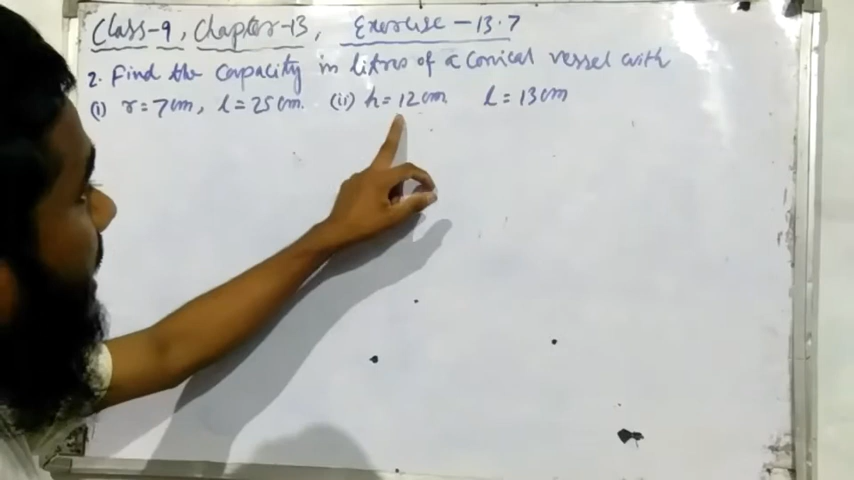 Class-9, Chapter-13, Exercise-13.7
2. Find the capacity in litres of a conical vessel with
(i) r=7cm, l=25cm. (ii) h=12cm l=13cm